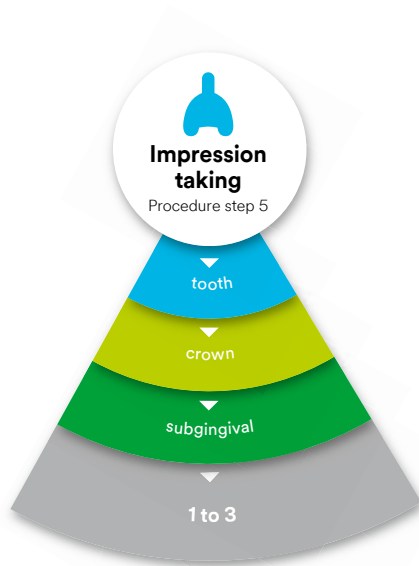 Impression
taking
Procedure step 5
tooth
crown
subgingival
1 to 3